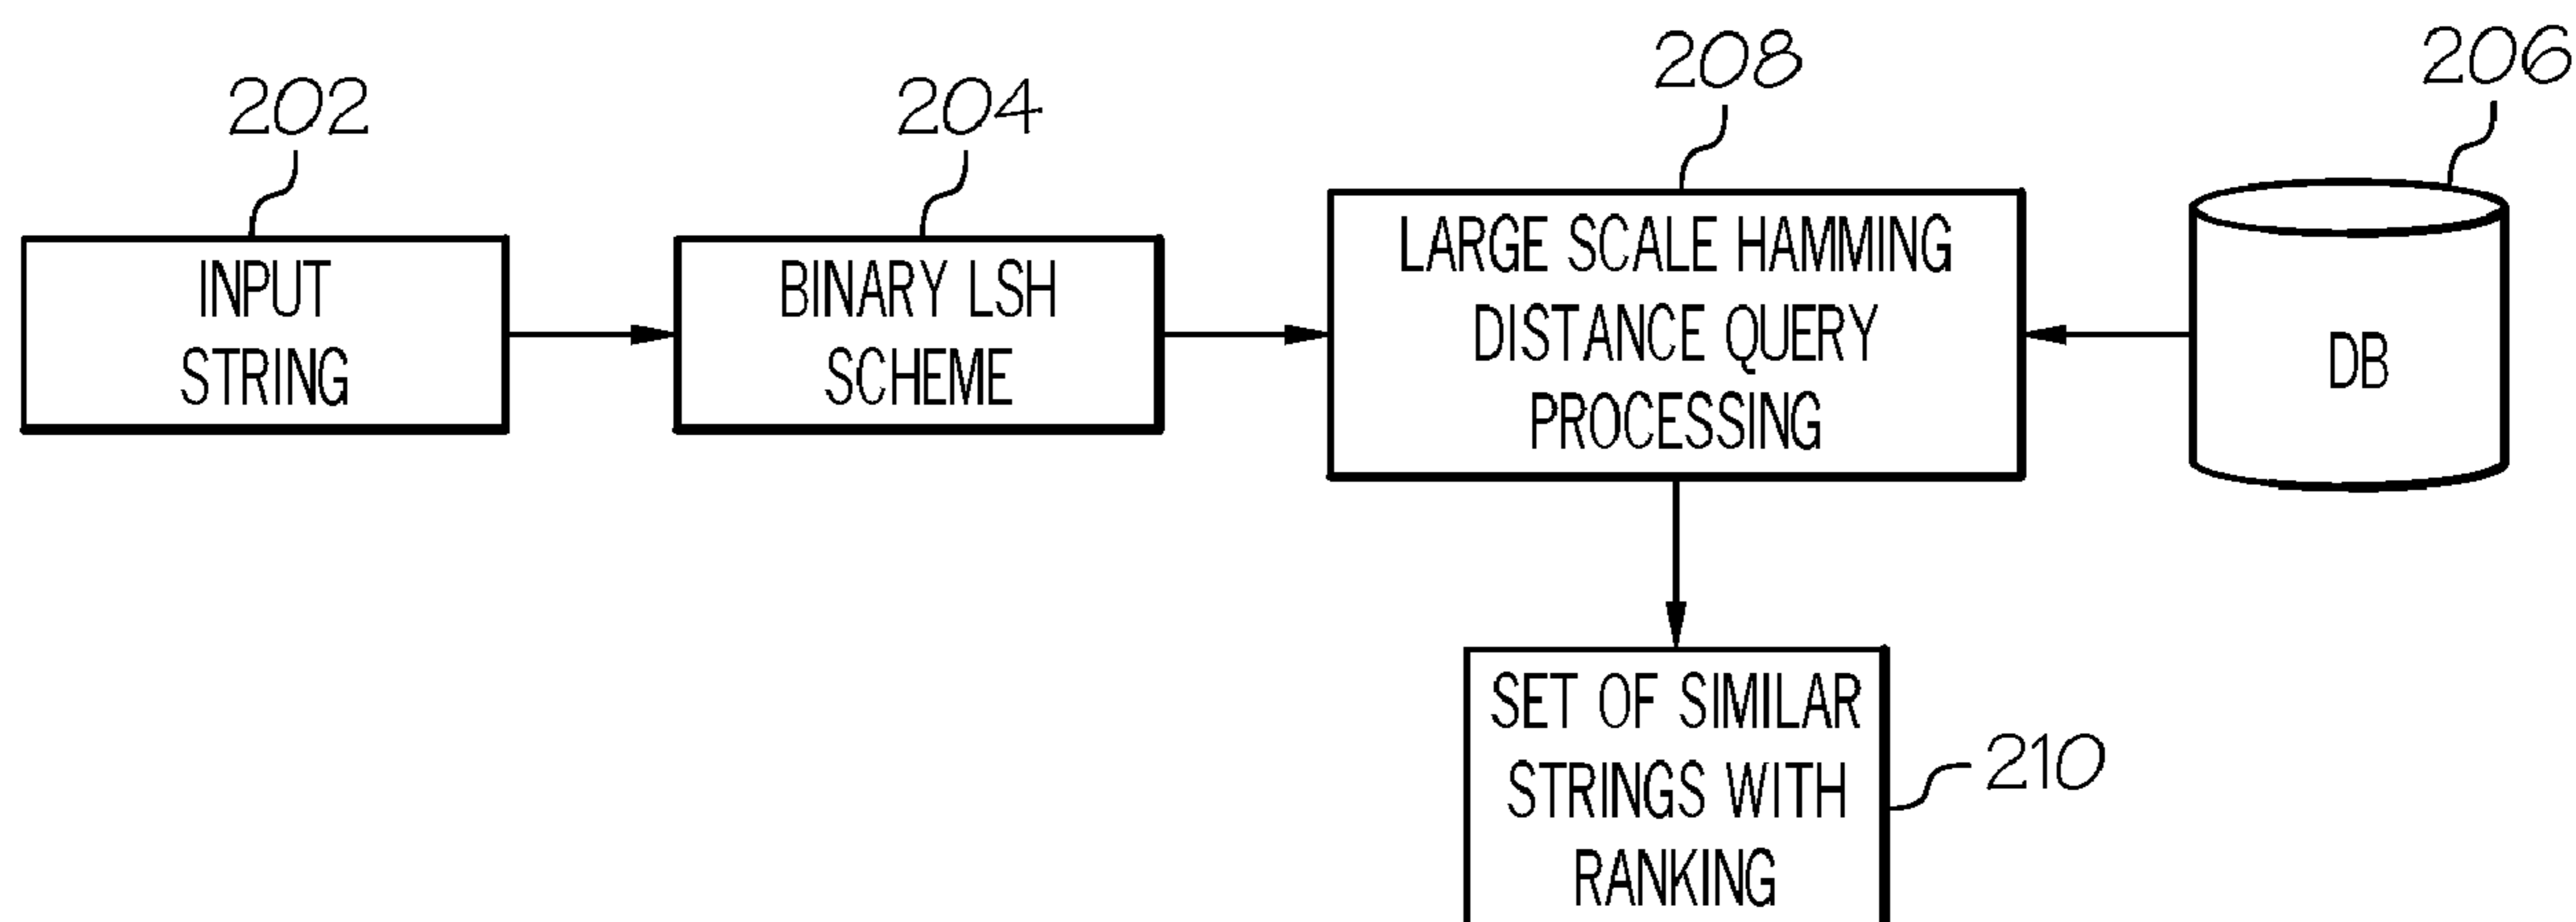 202
204
208
206
INPUT
STRING
BINARY LSH
SCHEME
LARGE SCALE HAMMING
DISTANCE QUERY
PROCESSING
DB
SET OF SIMILAR
STRINGS WITH
RANKING
210